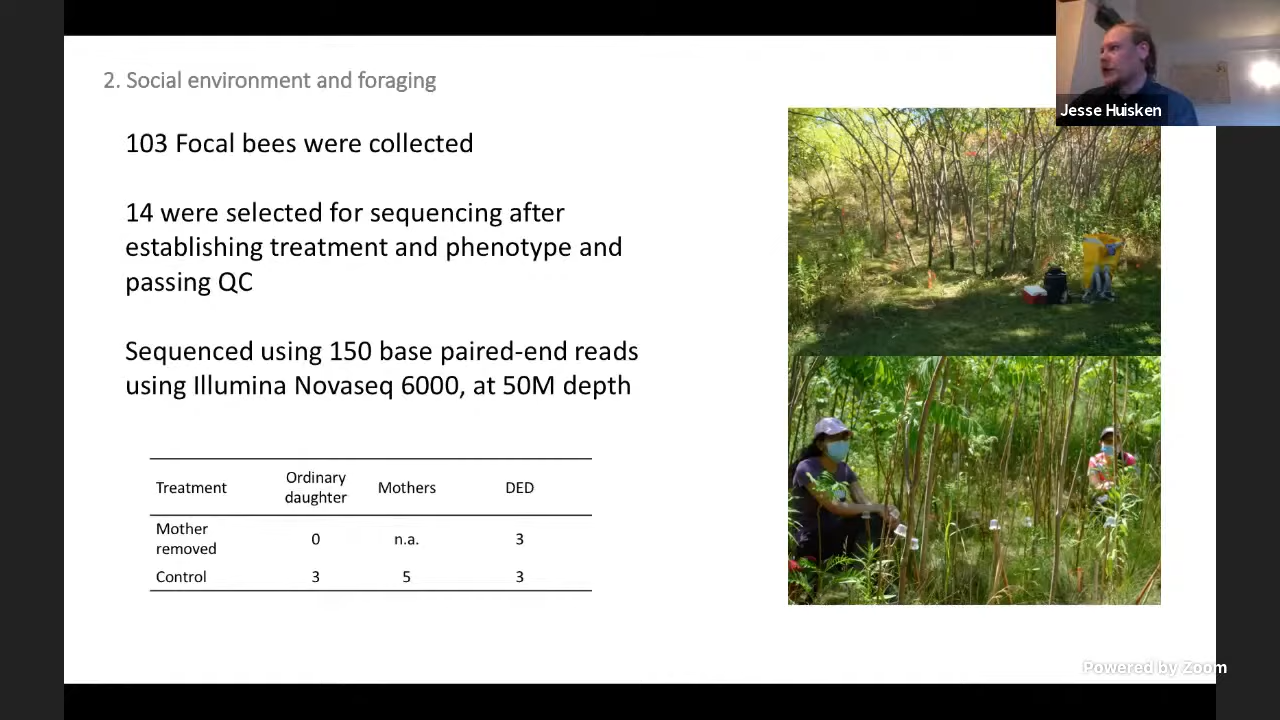 2. Social environment and foraging
Jesse Huisken
103 Focal bees were collected
14 were selected for sequencing after
establishing treatment and phenotype and
passing QC
Sequenced using 150 base paired-end reads
using Illumina Novaseq 6000, at 50M depth
Treatment Ordinary daughter Mothers DED
Mother removed 0 n.a. 3
Control 3 5 3
Powered by Zoom